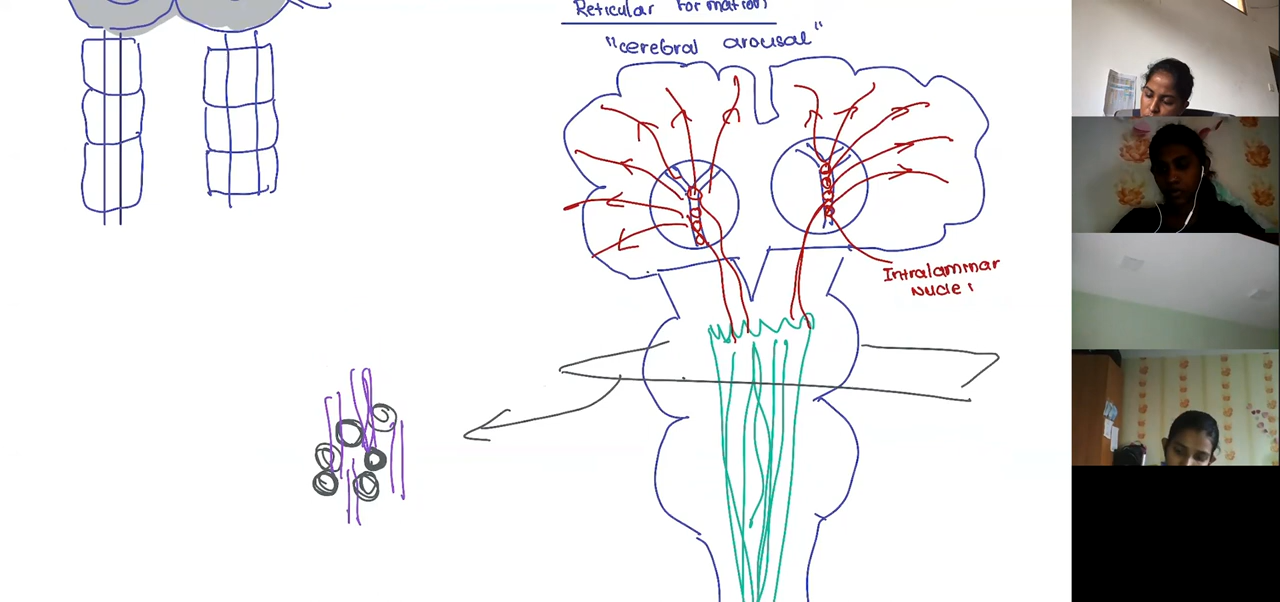 Reticular Formation
"cerebral arousal"
Intralaminar
Nuclei